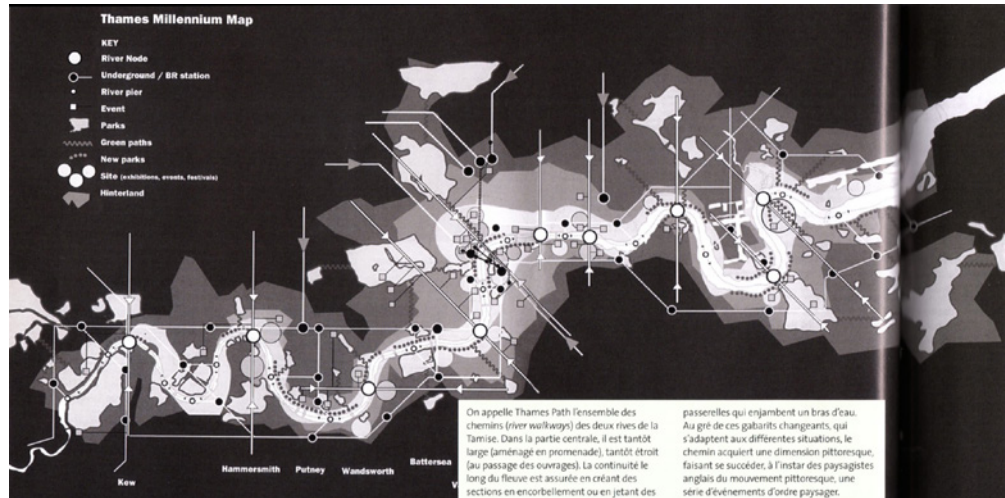 Thames Millennium Map
KEY
River Node
Underground / BR station
River pier
Event
Parks
Green paths
New parks
Site (exhibitions, events, festivals)
Hinterland
Kew
Hammersmith
Putney
Wandsworth
Battersea
On appelle Thames Path l'ensemble des
chemins (river walkways) des deux rives de la
Tamise. Dans la partie centrale, il est tantôt
large (aménagé en promenade), tantôt étroit
(au passage des ouvrages). La continuité le
long du fleuve est assurée en créant des
sections en encorbellement ou en jetant des
passerelles qui enjambent un bras d'eau.
Au gré de ces gabarits changeants, qui
s'adaptent aux différentes situations, le
chemin acquiert une dimension pittoresque,
faisant se succéder, à l'instar des paysagistes
anglais du mouvement pittoresque, une
série d'événements d'ordre paysager.